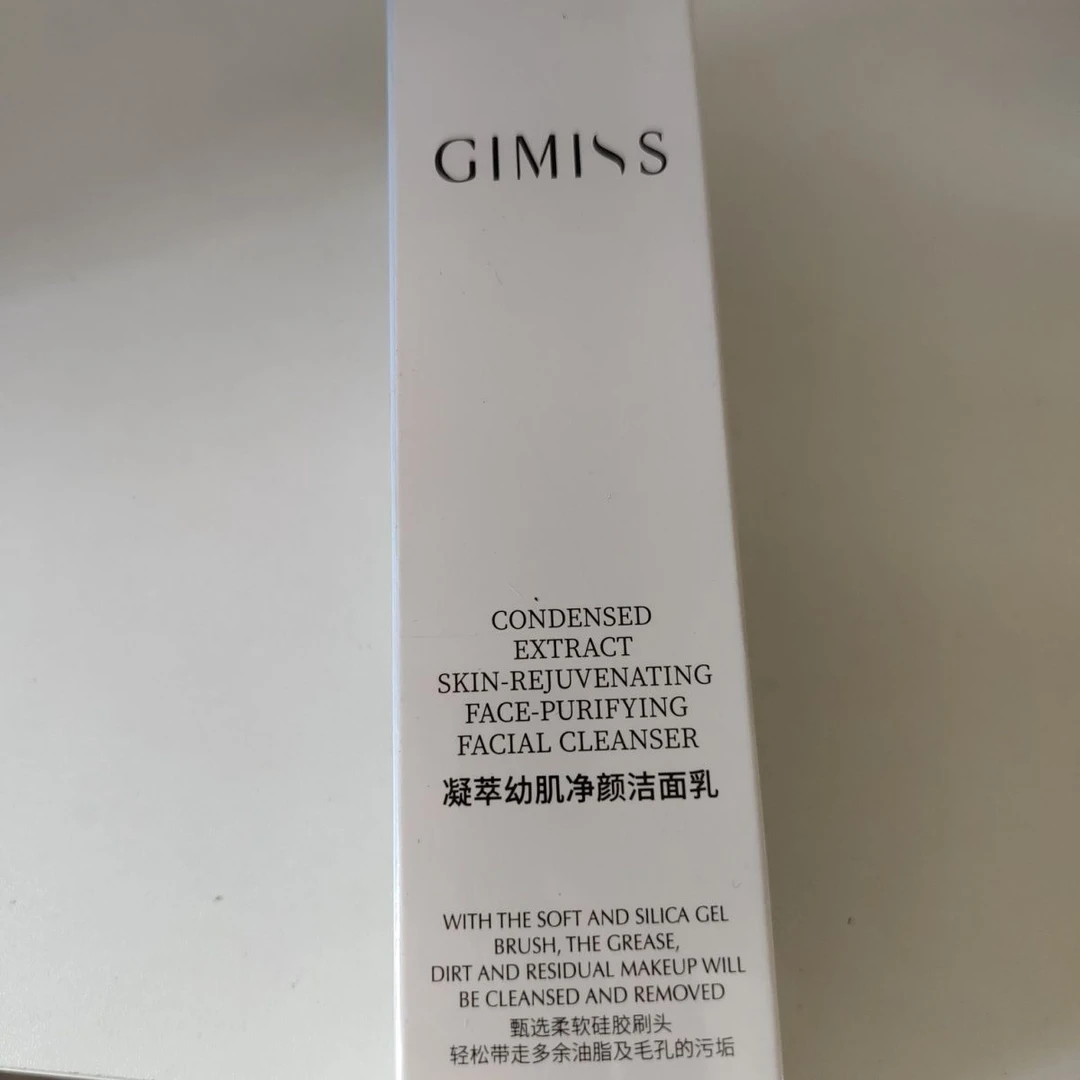 GIMISS
CONDENSED
EXTRACT
SKIN-REJUVENATING
FACE-PURIFYING
FACIAL CLEANSER
凝萃幼肌净颜洁面乳
WITH THE SOFT AND SILICA GEL
BRUSH, THE GREASE,
DIRT AND RESIDUAL MAKEUP WILL
BE CLEANSED AND REMOVED
甄选柔软硅胶刷头
轻松带走多余油脂及毛孔的污垢